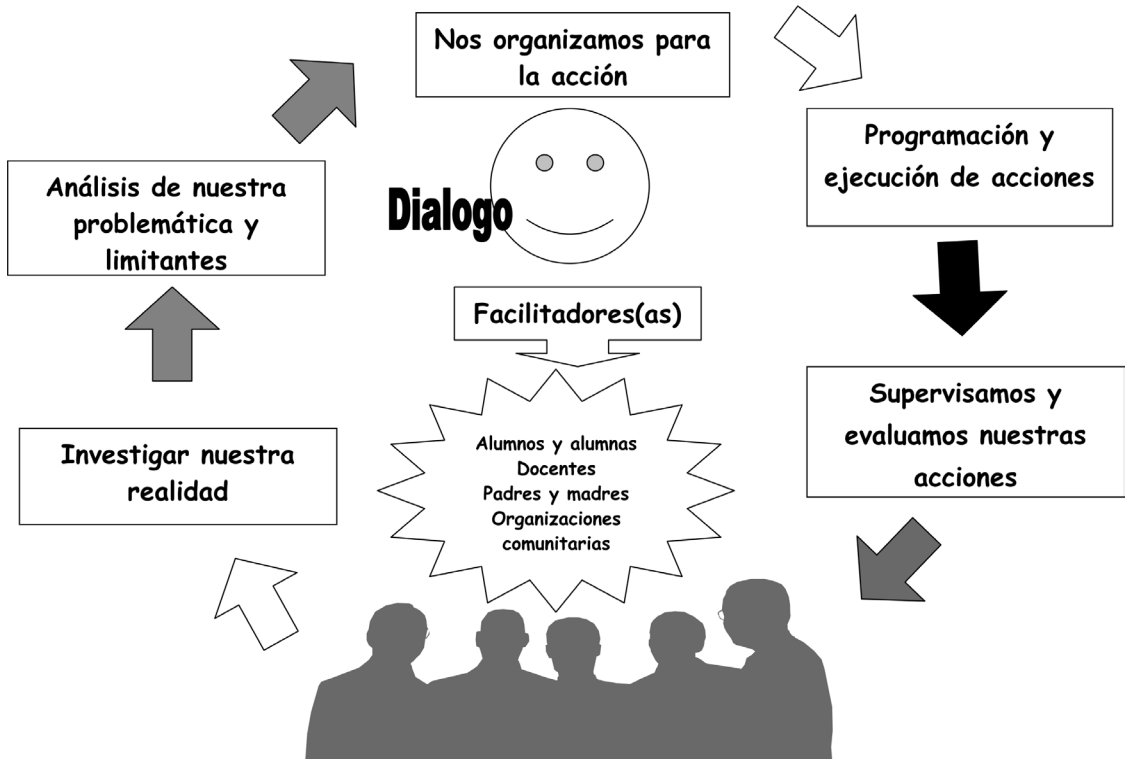 Nos organizamos para
la acción
Programación y
ejecución de acciones
Análisis de nuestra
problemática y
limitantes
Dialogo
Facilitadores(as)
Supervisamos y
evaluamos nuestras
acciones
Investigar nuestra
realidad
Alumnos y alumnas
Docentes
Padres y madres
Organizaciones
comunitarias